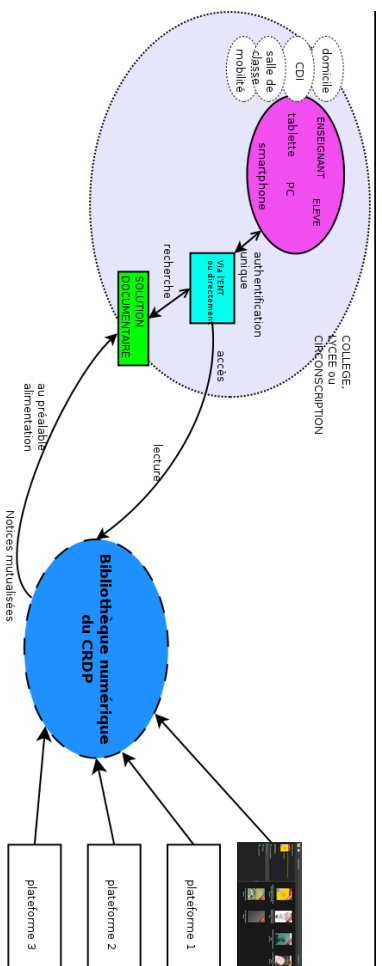 COLLEGE,
LYCEE ou
CIRCONSCRIPTION
domicile
CDI
salle de
classe
mobilité
ENSEIGNANT
ELEVE
tablette
PC
smartphone
authentification
unique
Via l'ENT
ou directement
recherche
SOLUTION
DOCUMENTAIRE
accès
lecture
au préalable
alimentation
Notices mutualisées
Bibliothèque numérique
du CRDP
plateforme 1
plateforme 2
plateforme 3